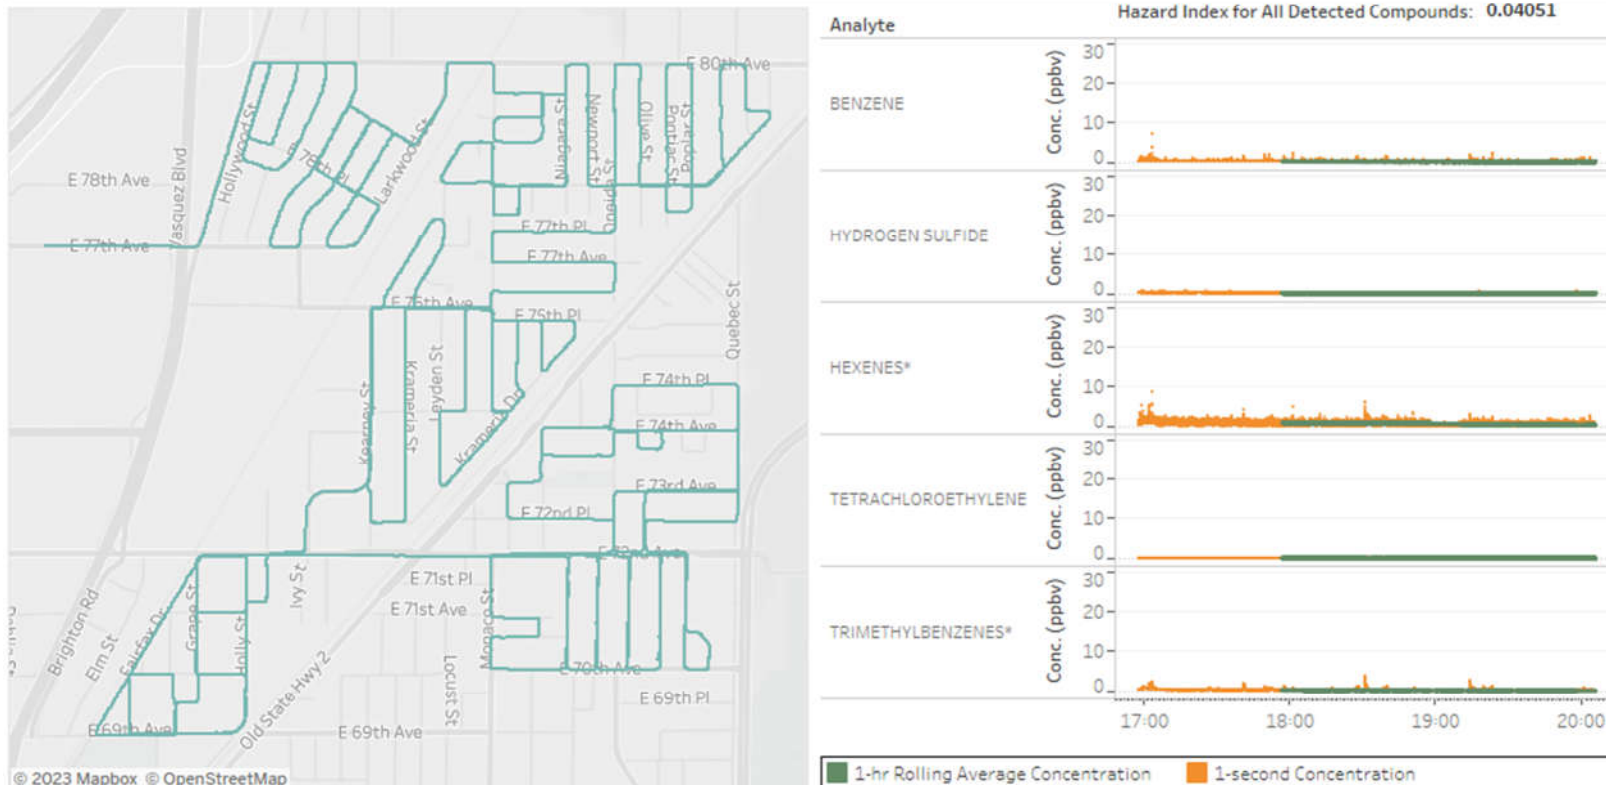 E 80th Ave
Hollywood St
Niagara St
Newport St
Olive St
Pontiac St
Poplar St
E 78th Pl
Larkwood St
E 78th Ave
Vasquez Blvd
Oneida St
E 77th Pl
E 77th Ave
E 77th Ave
E 75th Pl
Quebec St
Kearney St
Krameria St
Leyden St
Krameria Dr
E 74th Pl
E 74th Ave
E 73rd Ave
E 72nd Pl
E 72nd Ave
Ivy St
E 71st Pl
E 71st Ave
Monaco St
Brighton Rd
Elm St
Fairfax Dr
Grape St
Holly St
Locust St
E 70th Ave
E 69th Pl
Old State Hwy 2
E 69th Ave
E 69th Ave
© 2023 Mapbox © OpenStreetMap
Hazard Index for All Detected Compounds: 0.04051
Analyte
BENZENE
Conc. (ppbv)
30
20
10
0
HYDROGEN SULFIDE
Conc. (ppbv)
30
20
10
0
HEXENES*
Conc. (ppbv)
30
20
10
0
TETRACHLOROETHYLENE
Conc. (ppbv)
30
20
10
0
TRIMETHYLBENZENES*
Conc. (ppbv)
30
20
10
0
17:00 18:00 19:00 20:00
1-hr Rolling Average Concentration 1-second Concentration